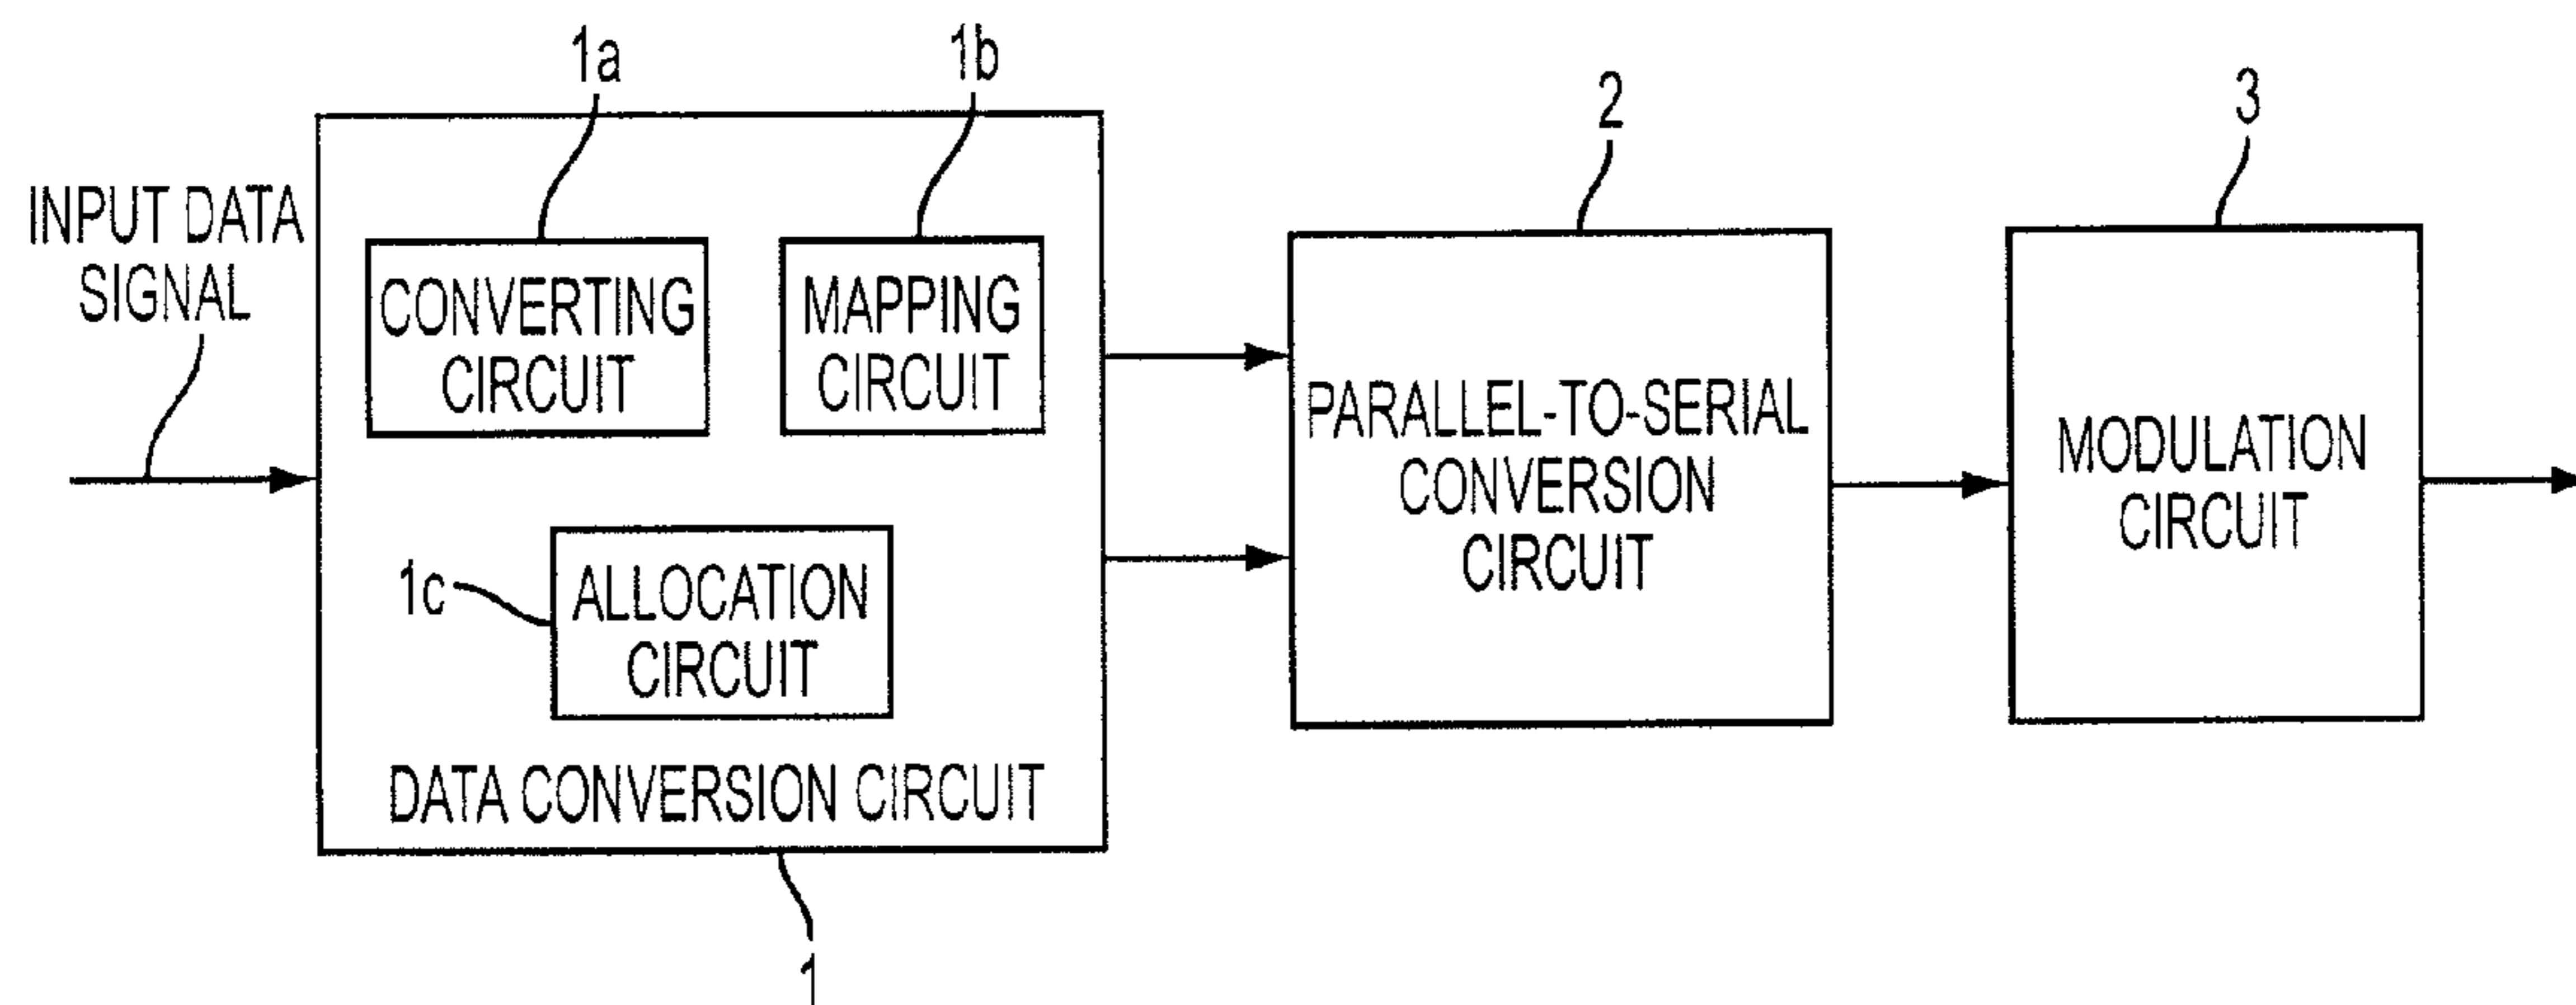 1a
1b
2
3
INPUT DATA
SIGNAL
CONVERTING
CIRCUIT
MAPPING
CIRCUIT
PARALLEL-TO-SERIAL
CONVERSION
CIRCUIT
MODULATION
CIRCUIT
1c
ALLOCATION
CIRCUIT
DATA CONVERSION CIRCUIT
1